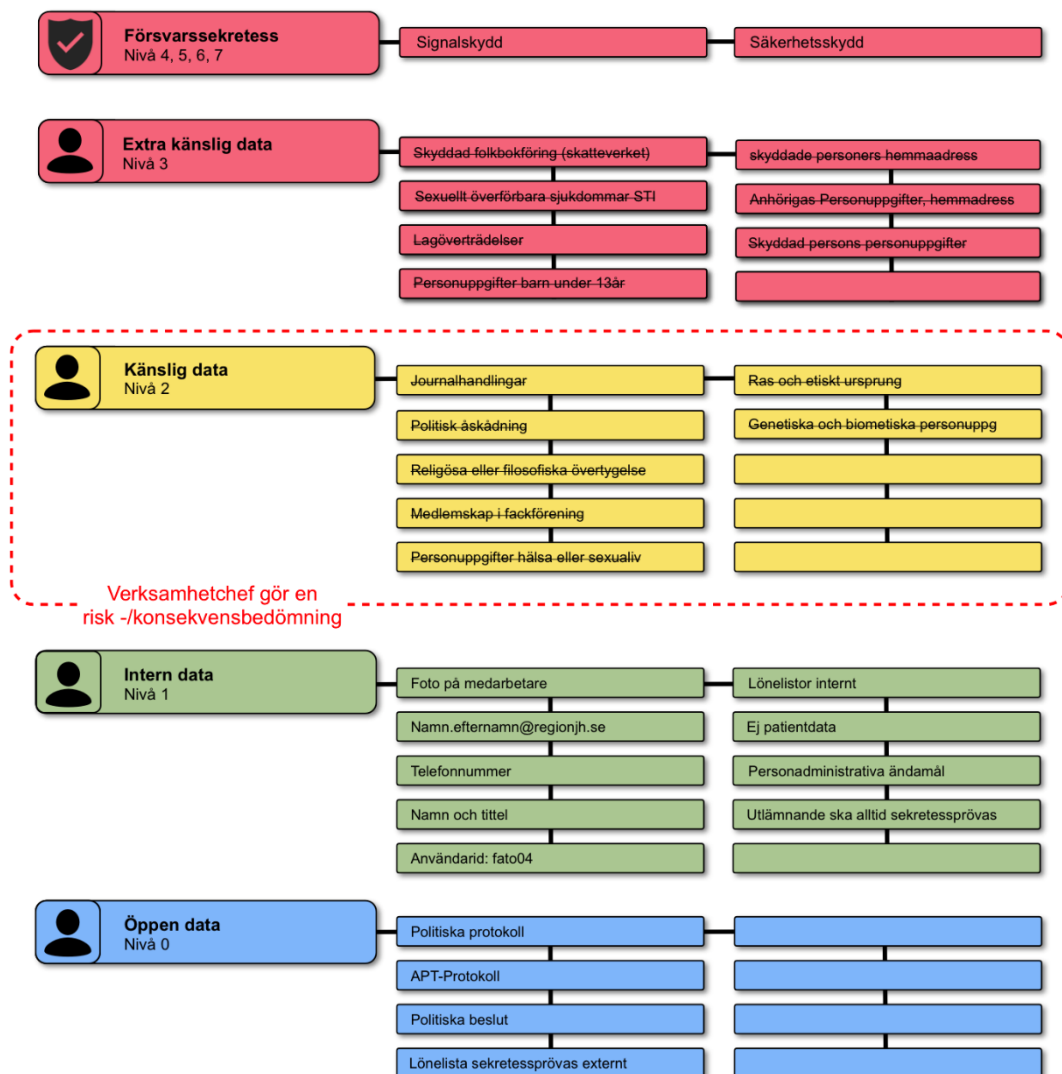 Försvarssekretess
Nivå 4, 5, 6, 7
Signalskydd
Säkerhetsskydd
Extra känslig data
Nivå 3
Skyddad folkbokföring (skatteverket)
skyddade personers hemmaadress
Sexuellt överförbara sjukdommar STI
Anhörigas Personuppgifter, hemmadress
Lagöverträdelser
Skyddad persons personuppgifter
Personuppgifter barn under 13år
Känslig data
Nivå 2
Journalhandlingar
Ras och etiskt ursprung
Politisk åskådning
Genetiska och biometiska personuppg
Religösa eller filosofiska övertygelse
Medlemskap i fackförening
Personuppgifter hälsa eller sexualiv
Verksamhetchef gör en
risk -/konsekvensbedömning
Intern data
Nivå 1
Foto på medarbetare
Lönelistor internt
Namn.efternamn@regionjh.se
Ej patientdata
Telefonnummer
Personadministrativa ändamål
Namn och tittel
Utlämnande ska alltid sekretessprövas
Användarid: fato04
Öppen data
Nivå 0
Politiska protokoll
APT-Protokoll
Politiska beslut
Lönelista sekretessprövas externt